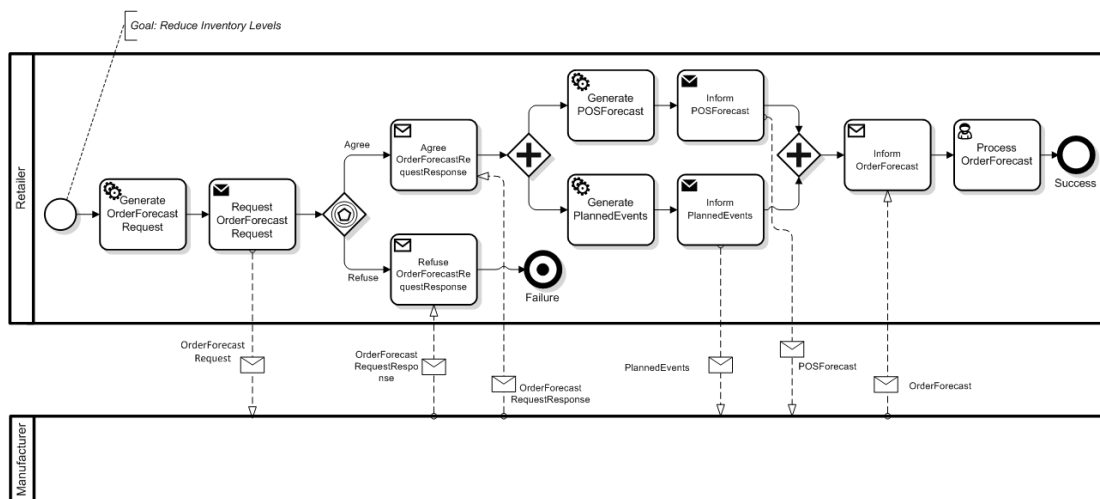 Goal: Reduce Inventory Levels
Retailer
Generate
OrderForecast
Request
Request
OrderForecast
Request
Agree
Refuse
Agree
OrderForecastRe
questResponse
Refuse
OrderForecastRe
questResponse
Failure
Generate
POSForecast
Inform
POSForecast
Generate
PlannedEvents
Inform
PlannedEvents
Inform
OrderForecast
Process
OrderForecast
Success
OrderForecast
Request
OrderForecast
RequestRespo
nse
OrderForecast
RequestResponse
PlannedEvents
POSForecast
OrderForecast
Manufacturer